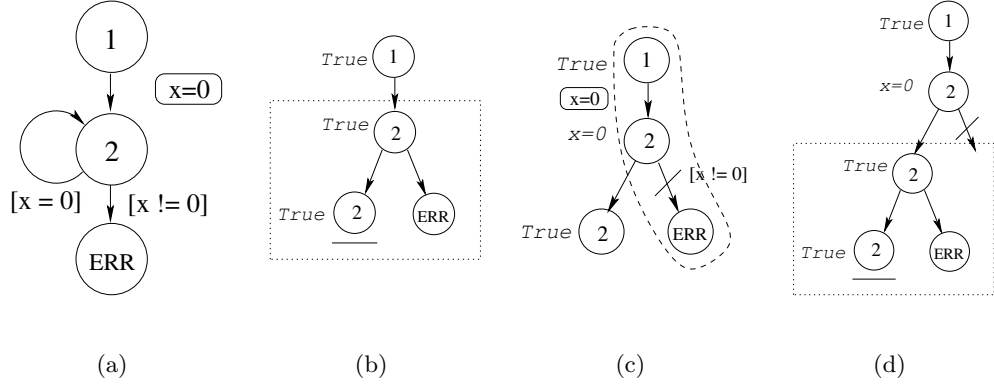 1
x=0
2
[x = 0]
[x != 0]
ERR
(a)
True
1
True
2
True
2
ERR
(b)
True
1
x=0
x=0
2
[x != 0]
True
2
ERR
(c)
True
1
x=0
2
True
2
True
2
ERR
(d)